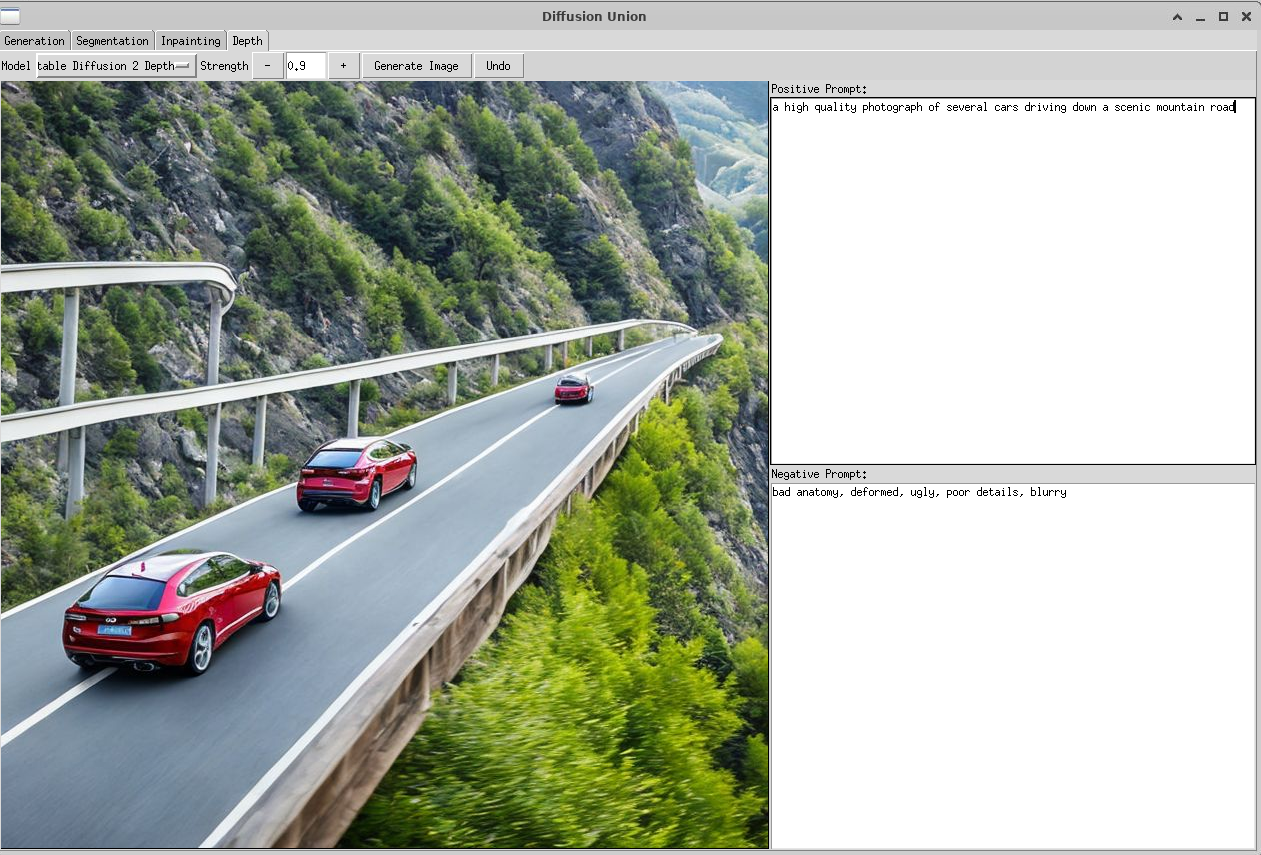 Diffusion Union
Generation Segmentation Inpainting Depth
Model table Diffusion 2 Depth Strength - 0.9 + Generate Image Undo
Positive Prompt:
a high quality photograph of several cars driving down a scenic mountain road
Negative Prompt:
bad anatomy, deformed, ugly, poor details, blurry